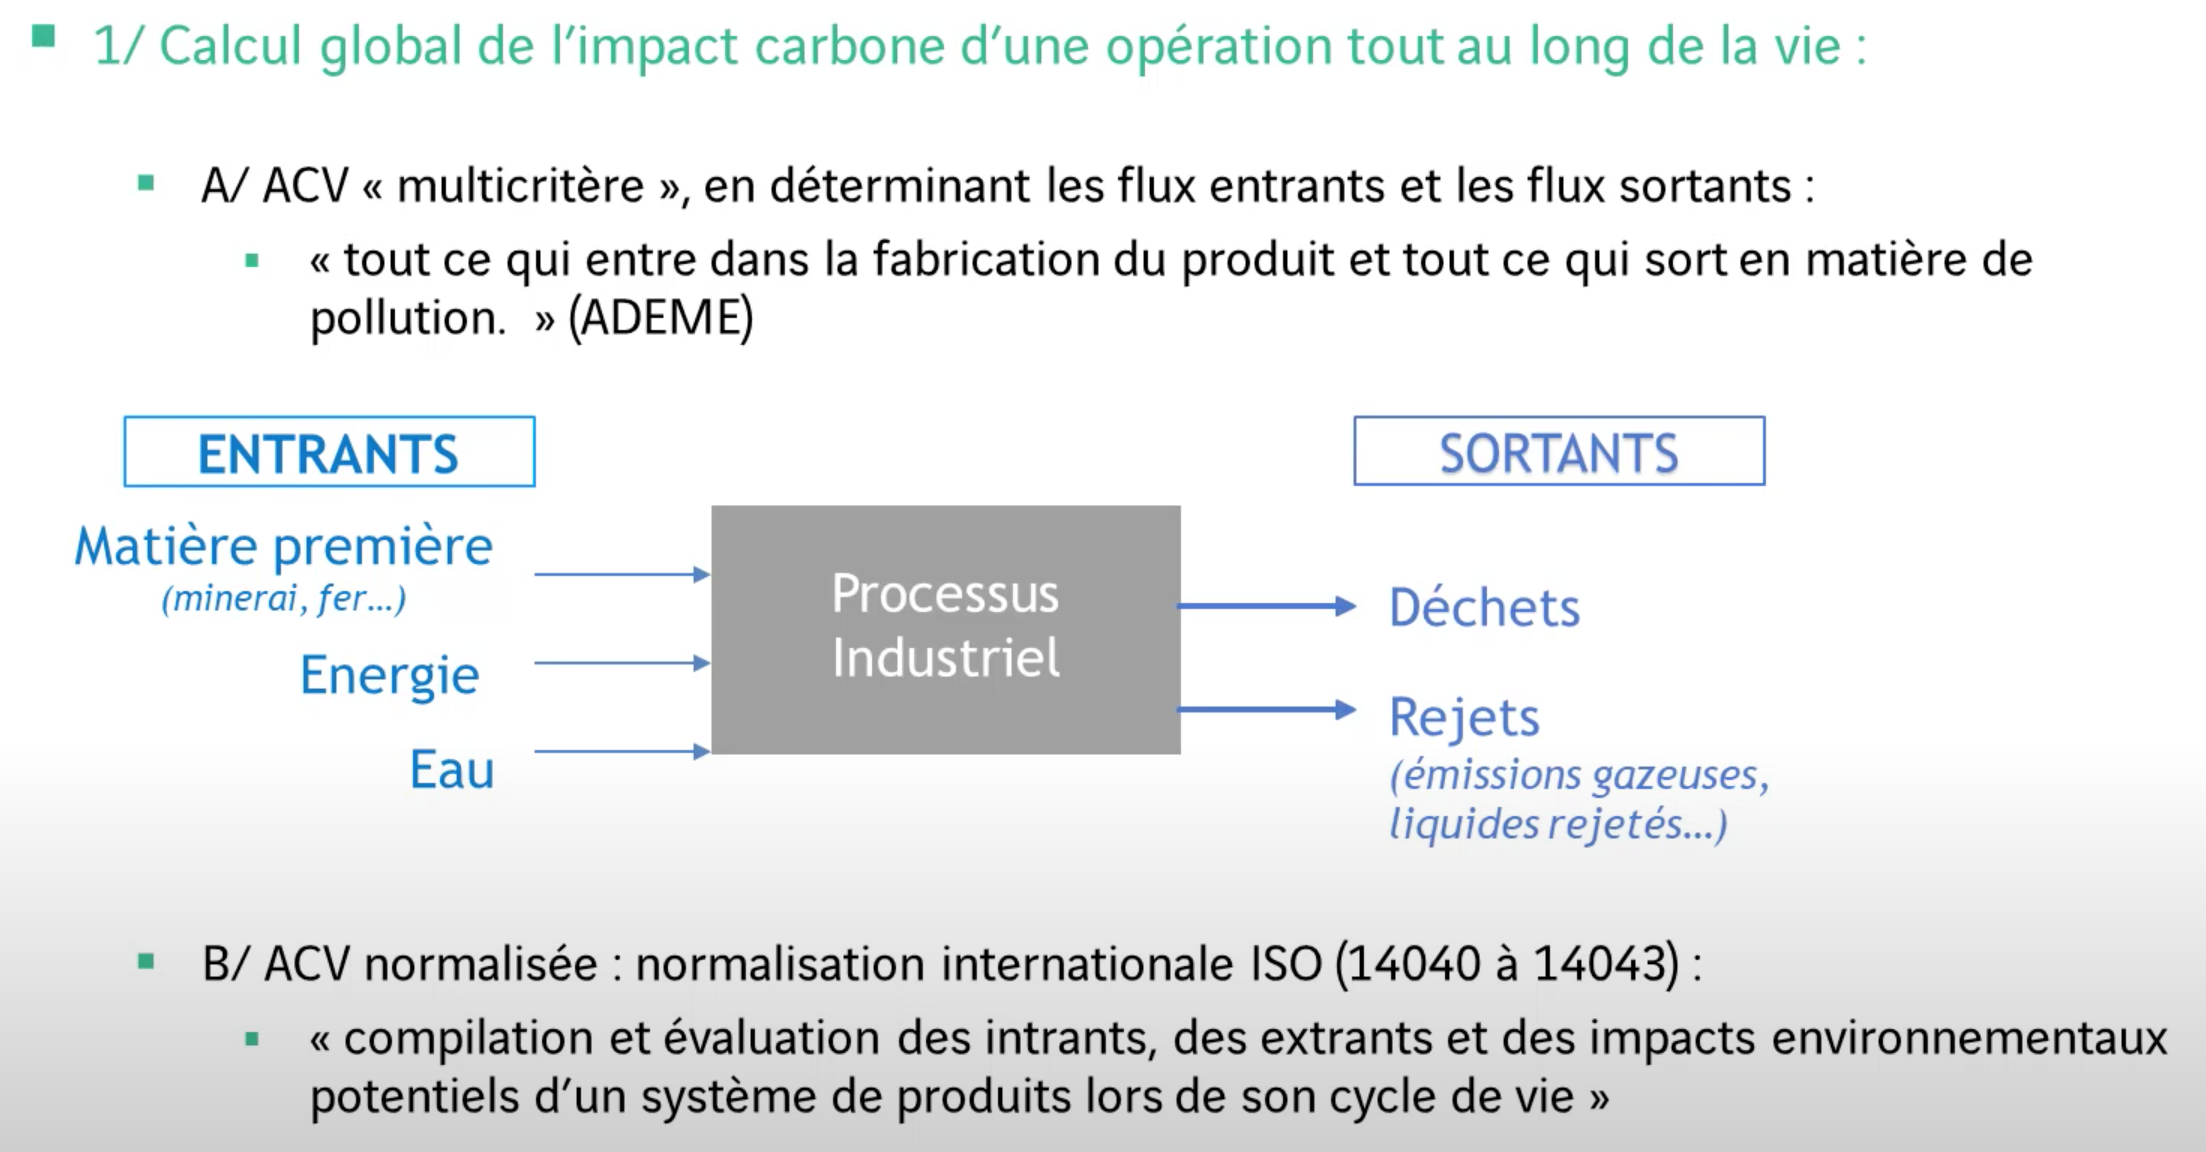 1/ Calcul global de l’impact carbone d’une opération tout au long de la vie :
A/ ACV « multicritère », en déterminant les flux entrants et les flux sortants :
« tout ce qui entre dans la fabrication du produit et tout ce qui sort en matière de
pollution.  » (ADEME)
ENTRANTS
SORTANTS
Matière première
(minerai, fer...)
Energie
Eau
Processus
Industriel
Déchets
Rejets
(émissions gazeuses,
liquides rejetés...)
B/ ACV normalisée : normalisation internationale ISO (14040 à 14043) :
« compilation et évaluation des intrants, des extrants et des impacts environnementaux
potentiels d’un système de produits lors de son cycle de vie »